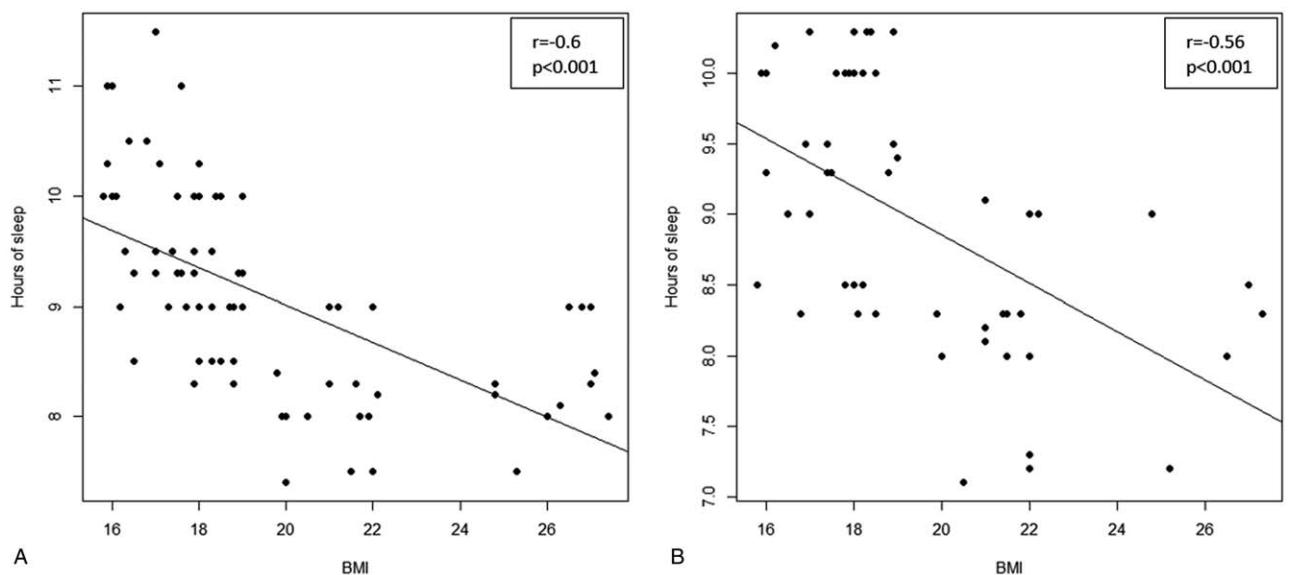 r=-0.6
p<0.001
Hours of sleep
11
10
9
8
16 18 20 22 24 26
BMI
A
r=-0.56
p<0.001
Hours of sleep
10.0
9.5
9.0
8.5
8.0
7.5
7.0
16 18 20 22 24 26
BMI
B